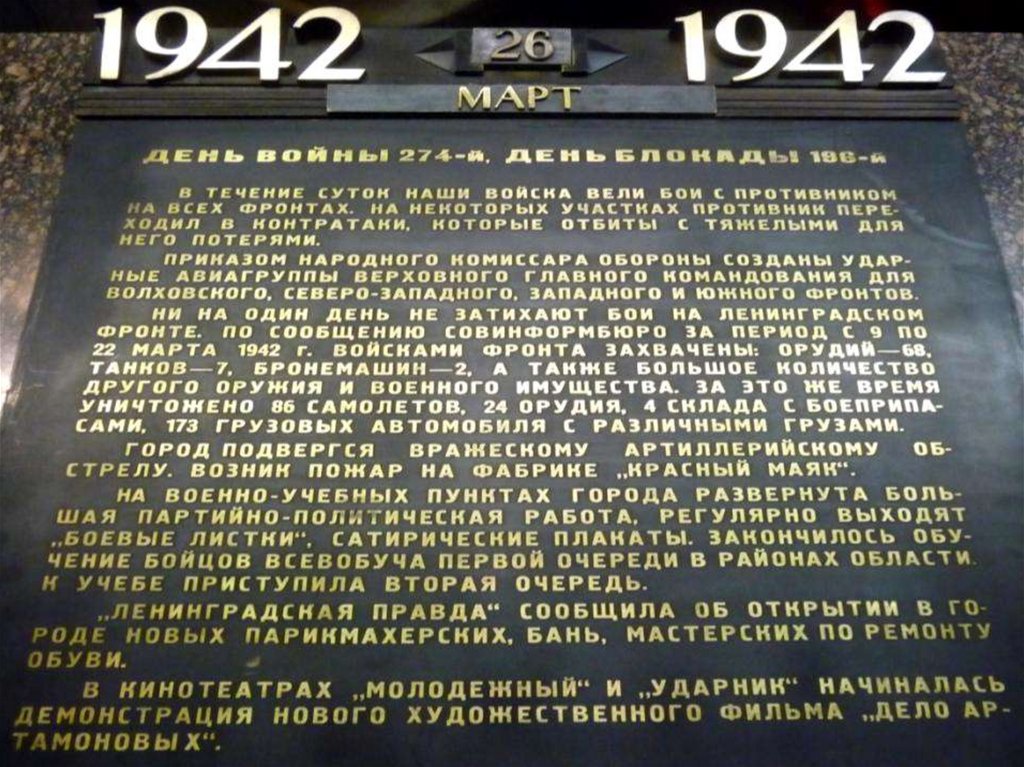 1942 26 1942
МАРТ
ДЕНЬ ВОЙНЫ 274-й, ДЕНЬ БЛОКАДЫ 196-й
В ТЕЧЕНИЕ СУТОК НАШИ ВОЙСКА ВЕЛИ БОИ С ПРОТИВНИКОМ
НА ВСЕХ ФРОНТАХ. НА НЕКОТОРЫХ УЧАСТКАХ ПРОТИВНИК ПЕРЕ-
ХОДИЛ В КОНТРАТАКИ, КОТОРЫЕ ОТБИТЫ С ТЯЖЕЛЫМИ ДЛЯ
НЕГО ПОТЕРЯМИ.
ПРИКАЗОМ НАРОДНОГО КОМИССАРА ОБОРОНЫ СОЗДАНЫ УДАР-
НЫЕ АВИАГРУППЫ ВЕРХОВНОГО ГЛАВНОГО КОМАНДОВАНИЯ ДЛЯ
ВОЛХОВСКОГО, СЕВЕРО-ЗАПАДНОГО, ЗАПАДНОГО И ЮЖНОГО ФРОНТОВ.
НИ НА ОДИН ДЕНЬ НЕ ЗАТИХАЮТ БОИ НА ЛЕНИНГРАДСКОМ
ФРОНТЕ. ПО СООБЩЕНИЮ СОВИНФОРМБЮРО ЗА ПЕРИОД С 9 ПО
22 МАРТА 1942 г. ВОЙСКАМИ ФРОНТА ЗАХВАЧЕНЫ: ОРУДИЙ—68,
ТАНКОВ—7, БРОНЕМАШИН—2, А ТАКЖЕ БОЛЬШОЕ КОЛИЧЕСТВО
ДРУГОГО ОРУЖИЯ И ВОЕННОГО ИМУЩЕСТВА. ЗА ЭТО ЖЕ ВРЕМЯ
УНИЧТОЖЕНО 86 САМОЛЕТОВ, 24 ОРУДИЯ, 4 СКЛАДА С БОЕПРИПА-
САМИ, 173 ГРУЗОВЫХ АВТОМОБИЛЯ С РАЗЛИЧНЫМИ ГРУЗАМИ.
ГОРОД ПОДВЕРГСЯ ВРАЖЕСКОМУ АРТИЛЛЕРИЙСКОМУ ОБ-
СТРЕЛУ. ВОЗНИК ПОЖАР НА ФАБРИКЕ „КРАСНЫЙ МАЯК“.
НА ВОЕННО-УЧЕБНЫХ ПУНКТАХ ГОРОДА РАЗВЕРНУТА БОЛЬ-
ШАЯ ПАРТИЙНО-ПОЛИТИЧЕСКАЯ РАБОТА, РЕГУЛЯРНО ВЫХОДЯТ
„БОЕВЫЕ ЛИСТКИ“, САТИРИЧЕСКИЕ ПЛАКАТЫ. ЗАКОНЧИЛОСЬ ОБУ-
ЧЕНИЕ БОЙЦОВ ВСЕВОБУЧА ПЕРВОЙ ОЧЕРЕДИ В РАЙОНАХ ОБЛАСТИ.
К УЧЕБЕ ПРИСТУПИЛА ВТОРАЯ ОЧЕРЕДЬ.
„ЛЕНИНГРАДСКАЯ ПРАВДА“ СООБЩИЛА ОБ ОТКРЫТИИ В ГО-
РОДЕ НОВЫХ ПАРИКМАХЕРСКИХ, БАНЬ, МАСТЕРСКИХ ПО РЕМОНТУ
ОБУВИ.
В КИНОТЕАТРАХ „МОЛОДЕЖНЫЙ“ И „УДАРНИК“ НАЧИНАЛАСЬ
ДЕМОНСТРАЦИЯ НОВОГО ХУДОЖЕСТВЕННОГО ФИЛЬМА „ДЕЛО АР-
ТАМОНОВЫХ“.